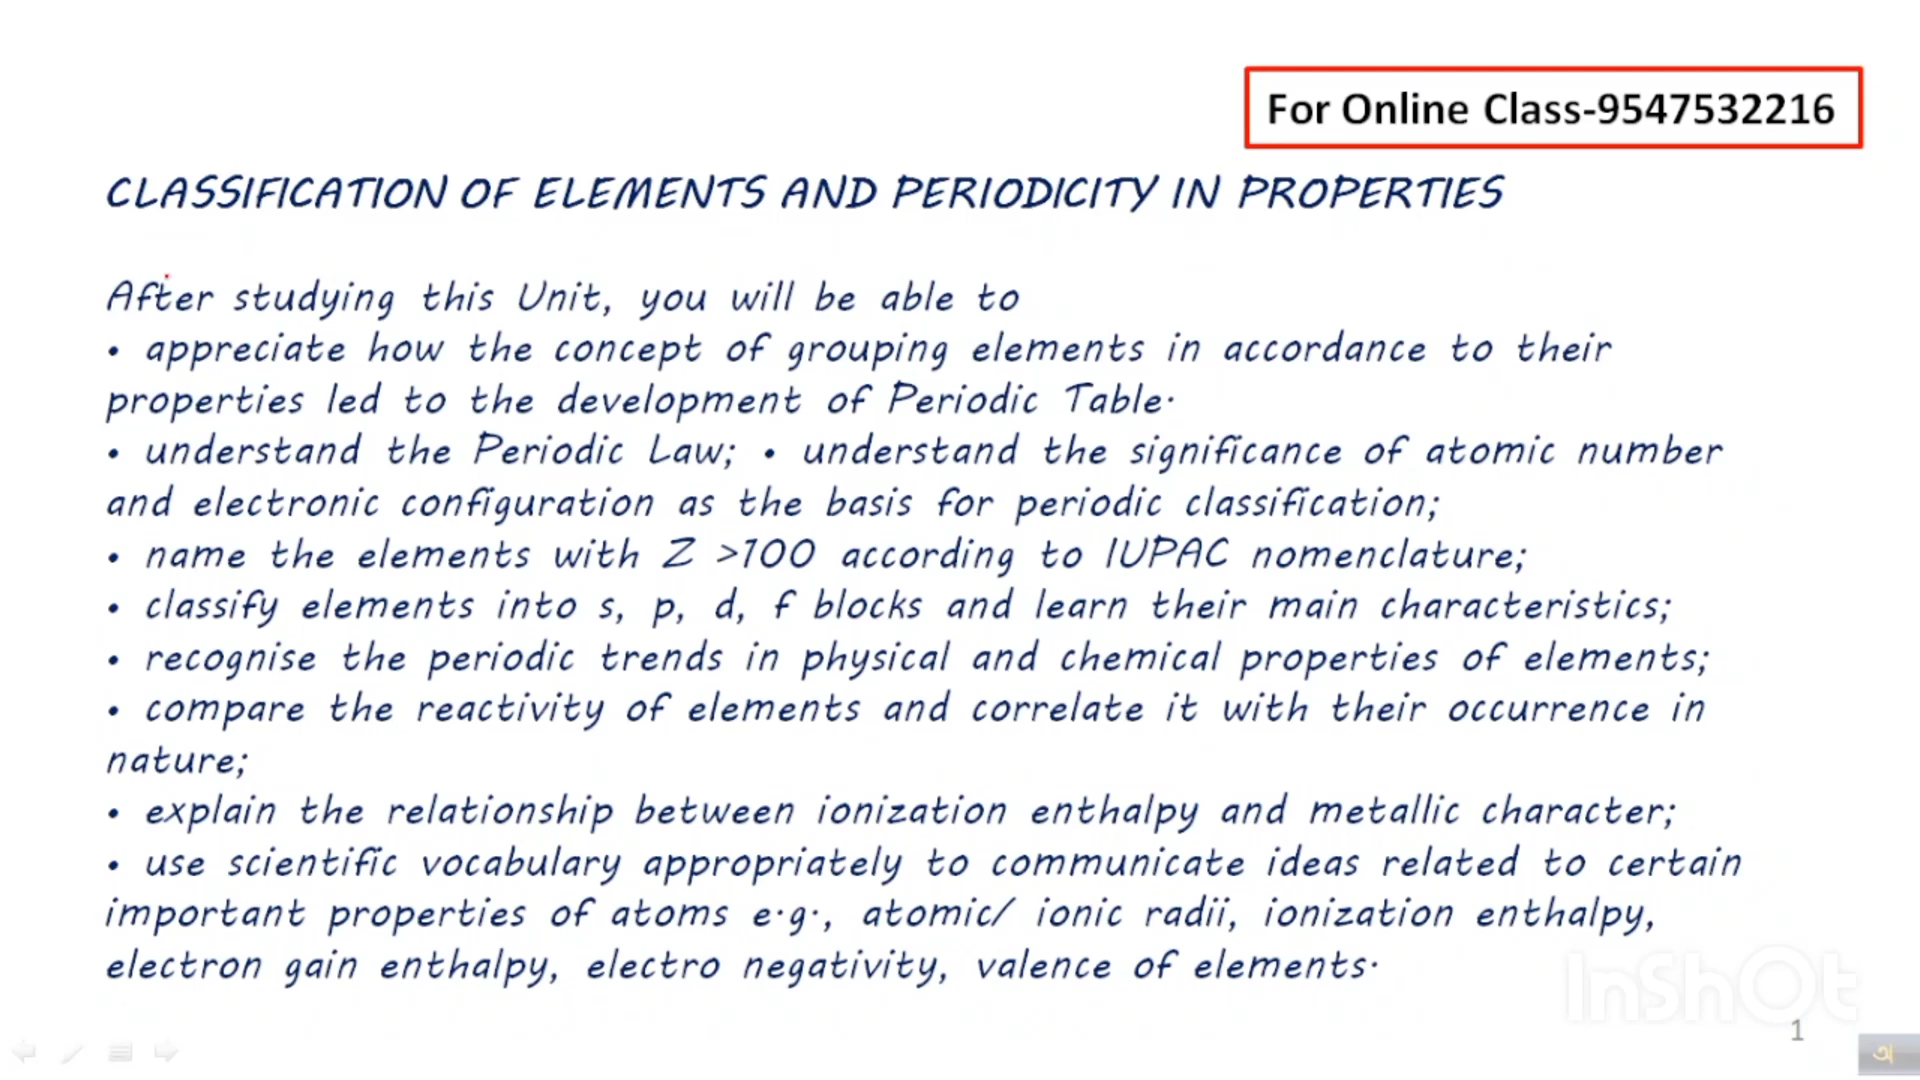 For Online Class-9547532216
CLASSIFICATION OF ELEMENTS AND PERIODICITY IN PROPERTIES
After studying this Unit, you will be able to
• appreciate how the concept of grouping elements in accordance to their
properties led to the development of Periodic Table·
• understand the Periodic Law; • understand the significance of atomic number
and electronic configuration as the basis for periodic classification;
• name the elements with Z >100 according to IUPAC nomenclature;
• classify elements into s, p, d, f blocks and learn their main characteristics;
• recognise the periodic trends in physical and chemical properties of elements;
• compare the reactivity of elements and correlate it with their occurrence in
nature;
• explain the relationship between ionization enthalpy and metallic character;
• use scientific vocabulary appropriately to communicate ideas related to certain
important properties of atoms e·g·, atomic/ ionic radii, ionization enthalpy,
electron gain enthalpy, electro negativity, valence of elements·
InShOt
1
অ